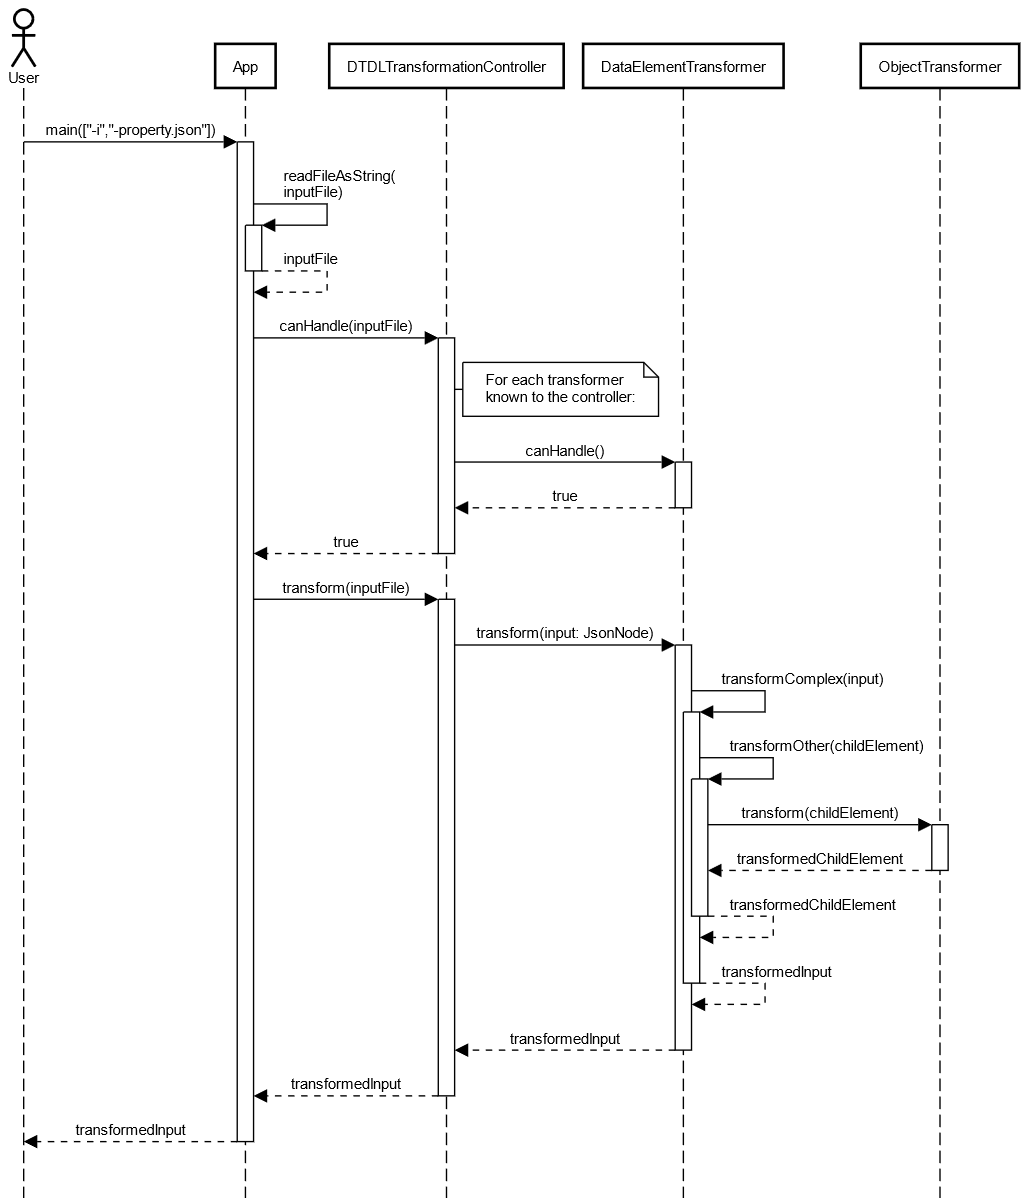 User
App
DTDLTransformationController
DataElementTransformer
ObjectTransformer
main(["-i","-property.json"])
readFileAsString(
inputFile)
inputFile
canHandle(inputFile)
For each transformer
known to the controller:
canHandle()
true
true
transform(inputFile)
transform(input: JsonNode)
transformComplex(input)
transformOther(childElement)
transform(childElement)
transformedChildElement
transformedChildElement
transformedInput
transformedInput
transformedInput
transformedInput